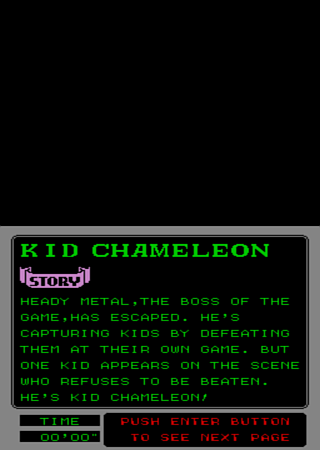 KID CHAMELEON
STORY
HEADY METAL,THE BOSS OF THE
GAME,HAS ESCAPED. HE'S
CAPTURING KIDS BY DEFEATING
THEM AT THEIR OWN GAME. BUT
ONE KID APPEARS ON THE SCENE
WHO REFUSES TO BE BEATEN.
HE'S KID CHAMELEON!
TIME
00'00"
PUSH ENTER BUTTON
TO SEE NEXT PAGE